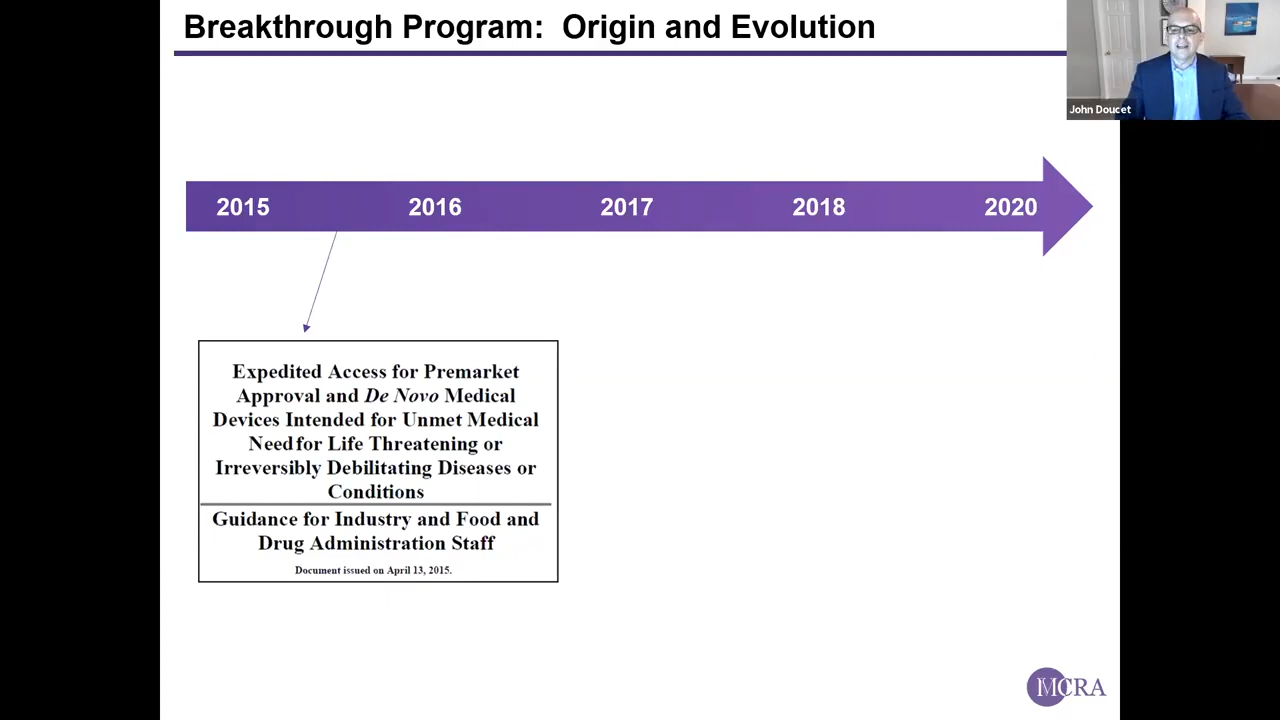 Breakthrough Program: Origin and Evolution
John Doucet
2015 2016 2017 2018 2020
Expedited Access for Premarket
Approval and De Novo Medical
Devices Intended for Unmet Medical
Need for Life Threatening or
Irreversibly Debilitating Diseases or
Conditions
Guidance for Industry and Food and
Drug Administration Staff
Document issued on April 13, 2015.
MCRA